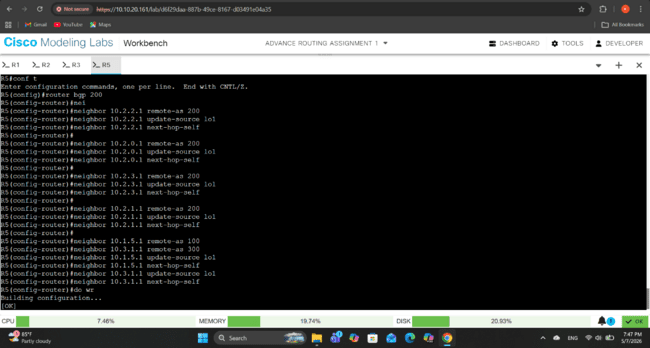 Not secure https://10.10.20.161/lab/d6f29daa-887b-49ce-8167-d03491e04a35
Gmail YouTube Maps All Bookmarks
Cisco Modeling Labs Workbench ADVANCE ROUTING ASSIGNMENT 1 DASHBOARD TOOLS DEVELOPER
R1 R2 R3 R5
R5#conf t
Enter configuration commands, one per line. End with CNTL/Z.
R5(config)#router bgp 200
R5(config-router)#nei
R5(config-router)#neighbor 10.2.2.1 remote-as 200
R5(config-router)#neighbor 10.2.2.1 update-source lo1
R5(config-router)#neighbor 10.2.2.1 next-hop-self
R5(config-router)#
R5(config-router)#neighbor 10.2.0.1 remote-as 200
R5(config-router)#neighbor 10.2.0.1 update-source lo1
R5(config-router)#neighbor 10.2.0.1 next-hop-self
R5(config-router)#
R5(config-router)#neighbor 10.2.3.1 remote-as 200
R5(config-router)#neighbor 10.2.3.1 update-source lo1
R5(config-router)#neighbor 10.2.3.1 next-hop-self
R5(config-router)#
R5(config-router)#neighbor 10.2.1.1 remote-as 200
R5(config-router)#neighbor 10.2.1.1 update-source lo1
R5(config-router)#neighbor 10.2.1.1 next-hop-self
R5(config-router)#
R5(config-router)#neighbor 10.1.5.1 remote-as 100
R5(config-router)#neighbor 10.3.1.1 remote-as 300
R5(config-router)#neighbor 10.1.5.1 update-source lo1
R5(config-router)#neighbor 10.3.1.1 update-source lo1
R5(config-router)#neighbor 10.1.5.1 next-hop-self
R5(config-router)#neighbor 10.3.1.1 next-hop-self
R5(config-router)#do wr
Building configuration...
[OK]
CPU 7.46% MEMORY 19.74% DISK 20.93% OK
85°F
Partly cloudy
Search
ENG
7:47 PM
5/7/2026